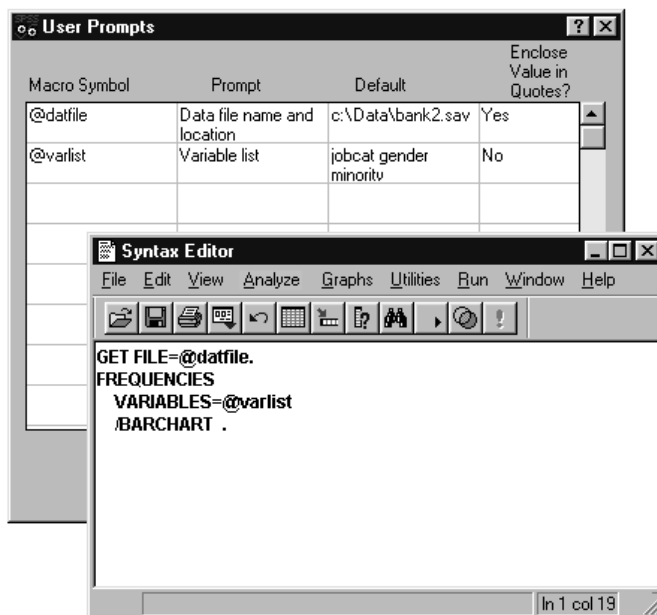 User Prompts
Enclose
Value in
Quotes?
Macro Symbol Prompt Default
@datfile Data file name and location c:\Data\bank2.sav Yes
@varlist Variable list jobcat gender minority No
Syntax Editor
File Edit View Analyze Graphs Utilities Run Window Help
GET FILE=@datfile.
FREQUENCIES
VARIABLES=@varlist
/BARCHART .
ln 1 col 19